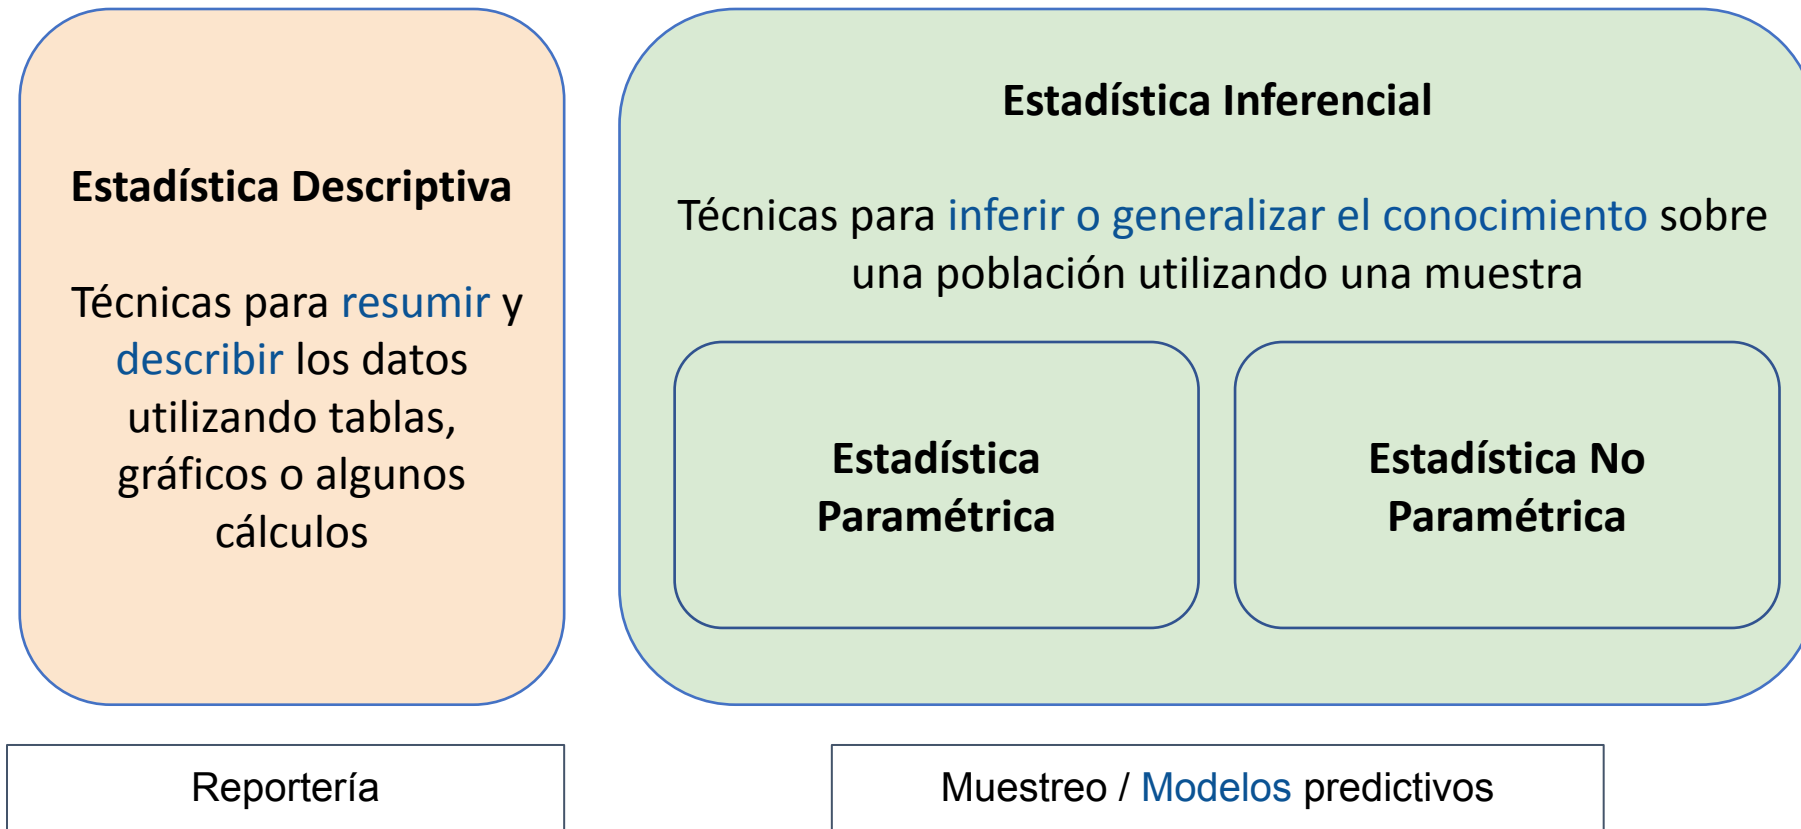 Estadística Descriptiva
Técnicas para resumir y
describir los datos
utilizando tablas,
gráficos o algunos
cálculos
Estadística Inferencial
Técnicas para inferir o generalizar el conocimiento sobre
una población utilizando una muestra
Estadística
Paramétrica
Estadística No
Paramétrica
Reportería
Muestreo / Modelos predictivos